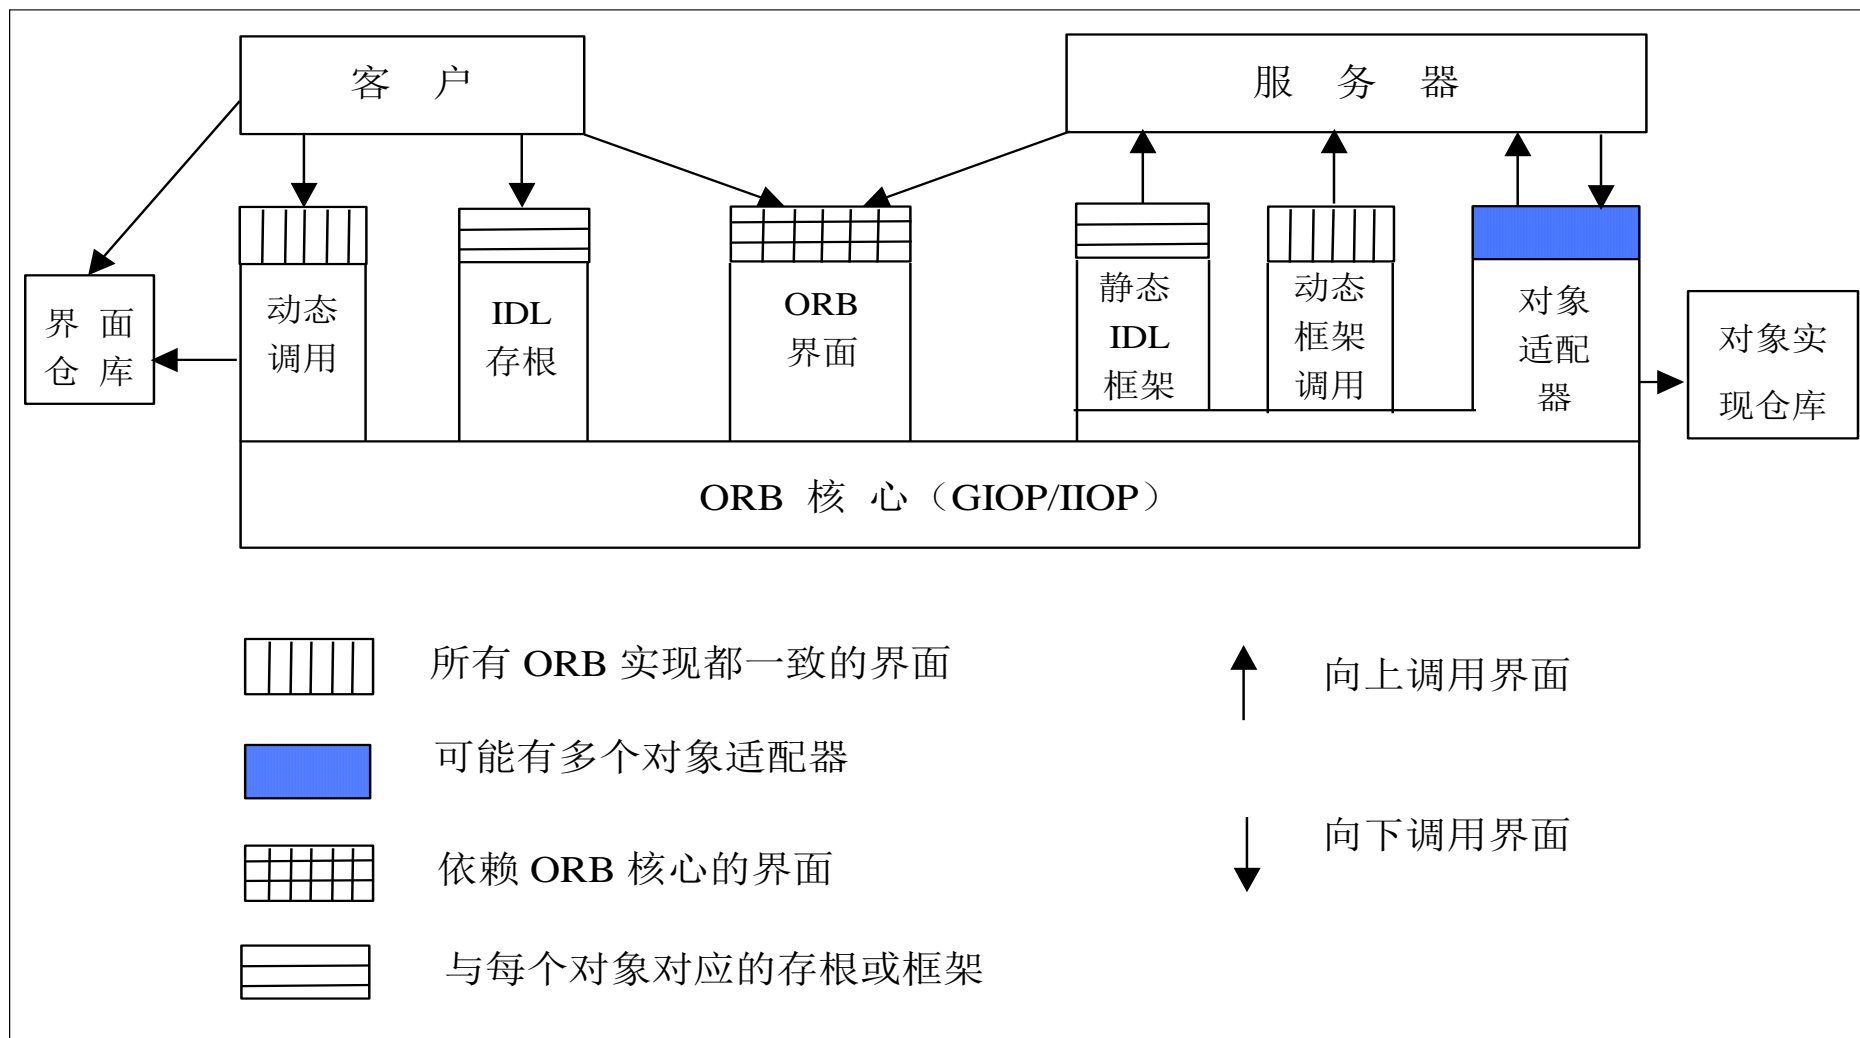 客 户
服 务 器
界 面
仓 库
动态
调用
IDL
存根
ORB
界面
静态
IDL
框架
动态
框架
调用
对象
适配
器
对象实
现仓库
ORB 核 心（GIOP/IIOP）
所有 ORB 实现都一致的界面
向上调用界面
可能有多个对象适配器
向下调用界面
依赖 ORB 核心的界面
与每个对象对应的存根或框架